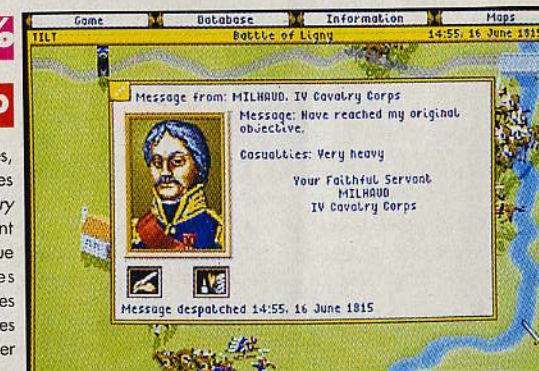 Game Database Information Maps
TILT Battle of Ligny 14:55, 16 June 1815
Message from: MILHAUD. IV Cavalry Corps
Message: Have reached my original
objective.
Casualties: Very heavy
Your Faithful Servant
MILHAUD
IV Cavalry Corps
Message despatched 14:55, 16 June 1815